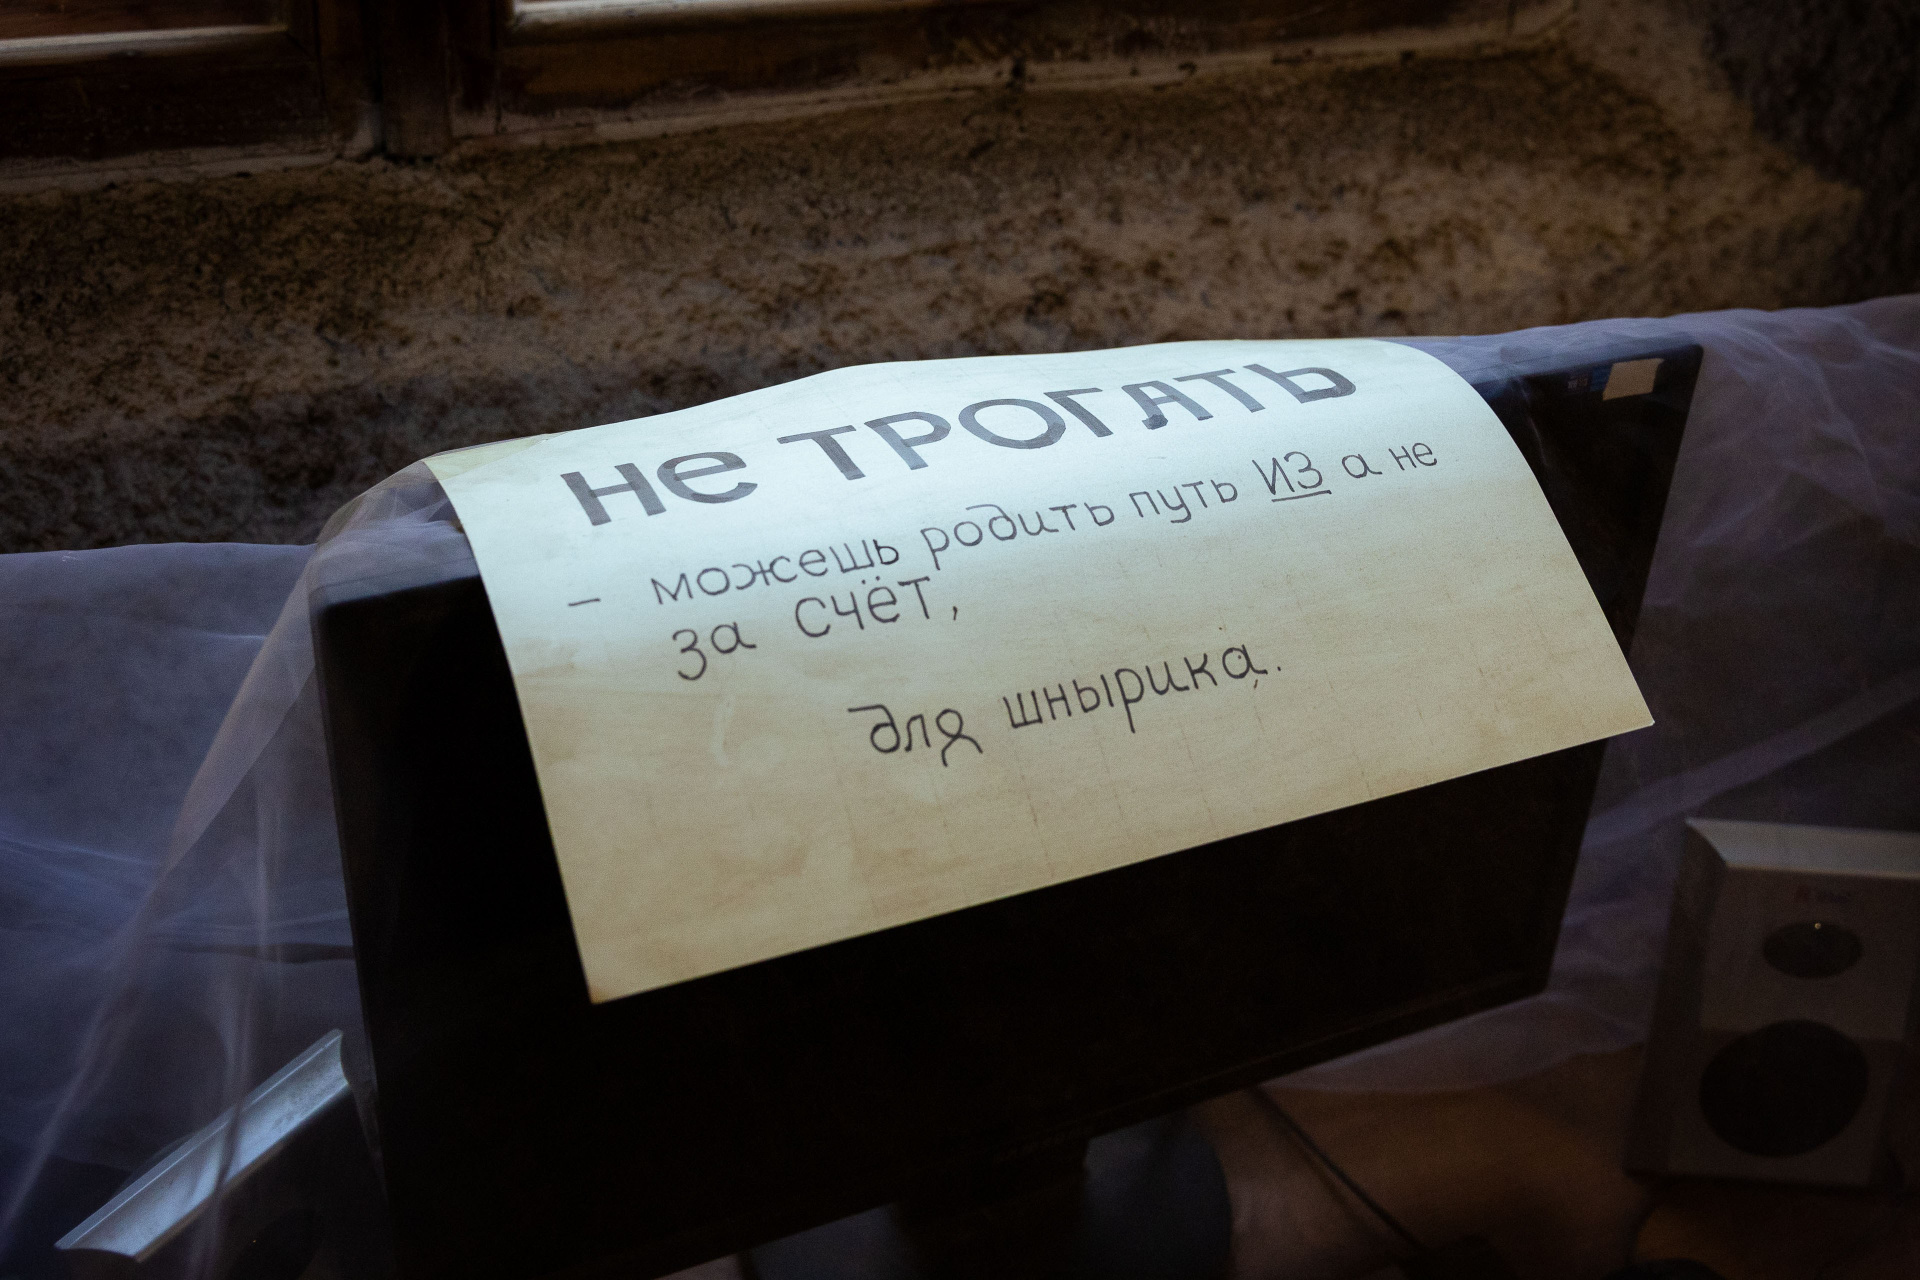 не ТРОГАТЬ
– можешь родить путь ИЗ а не
за счёт,
для шнырика.